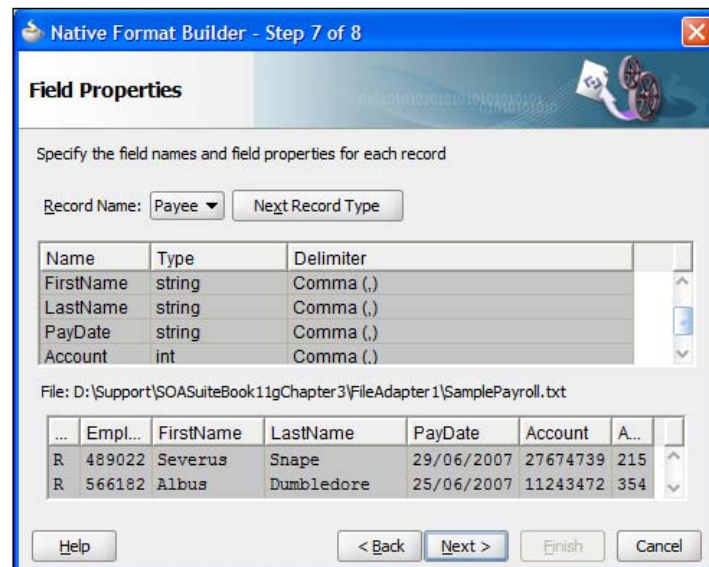 Native Format Builder - Step 7 of 8
Field Properties
Specify the field names and field properties for each record
Record Name: Payee Next Record Type
Name Type Delimiter
FirstName string Comma (,)
LastName string Comma (,)
PayDate string Comma (,)
Account int Comma (,)
File: D:\Support\SOASuiteBook11gChapter3\FileAdapter1\SamplePayroll.txt
... Empl... FirstName LastName PayDate Account A...
R 489022 Severus Snape 29/06/2007 27674739 215
R 566182 Albus Dumbledore 25/06/2007 11243472 354
Help < Back Next > Finish Cancel